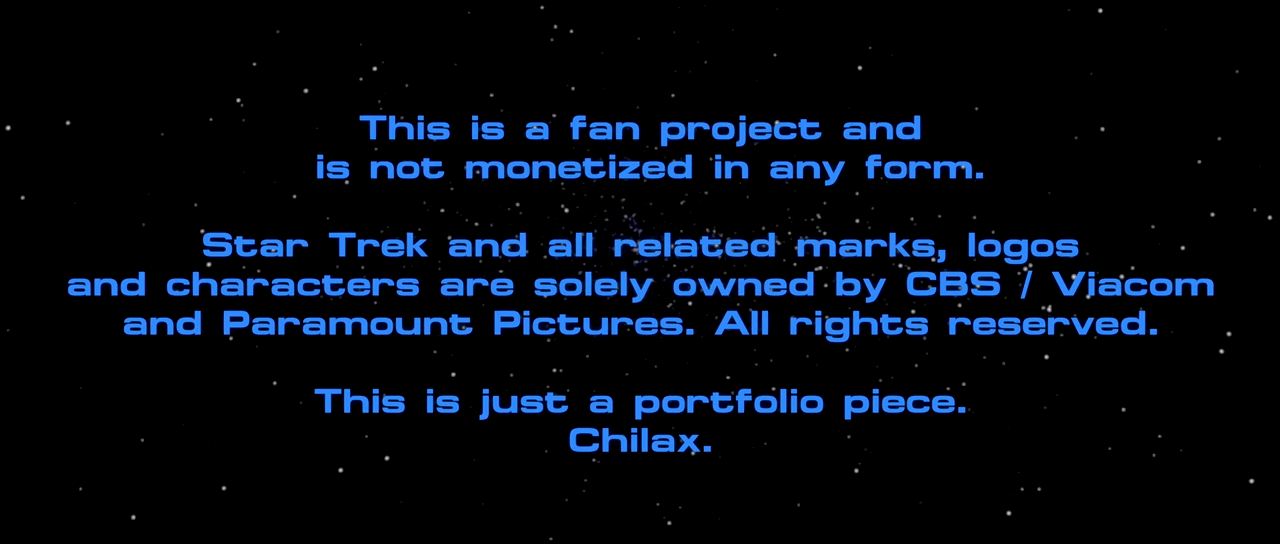 This is a fan project and
is not monetized in any form.
Star Trek and all related marks, logos
and characters are solely owned by CBS / Viacom
and Paramount Pictures. All rights reserved.
This is just a portfolio piece.
Chilax.